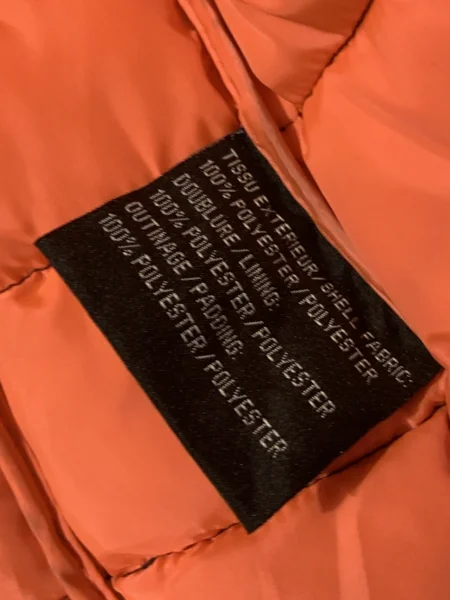 TISSU EXTERIEUR / SHELL FABRIC:
100% POLYESTER / POLYESTER
DOUBLURE / LINING:
100% POLYESTER / POLYESTER
OUTINAGE / PADDING:
100% POLYESTER / POLYESTER